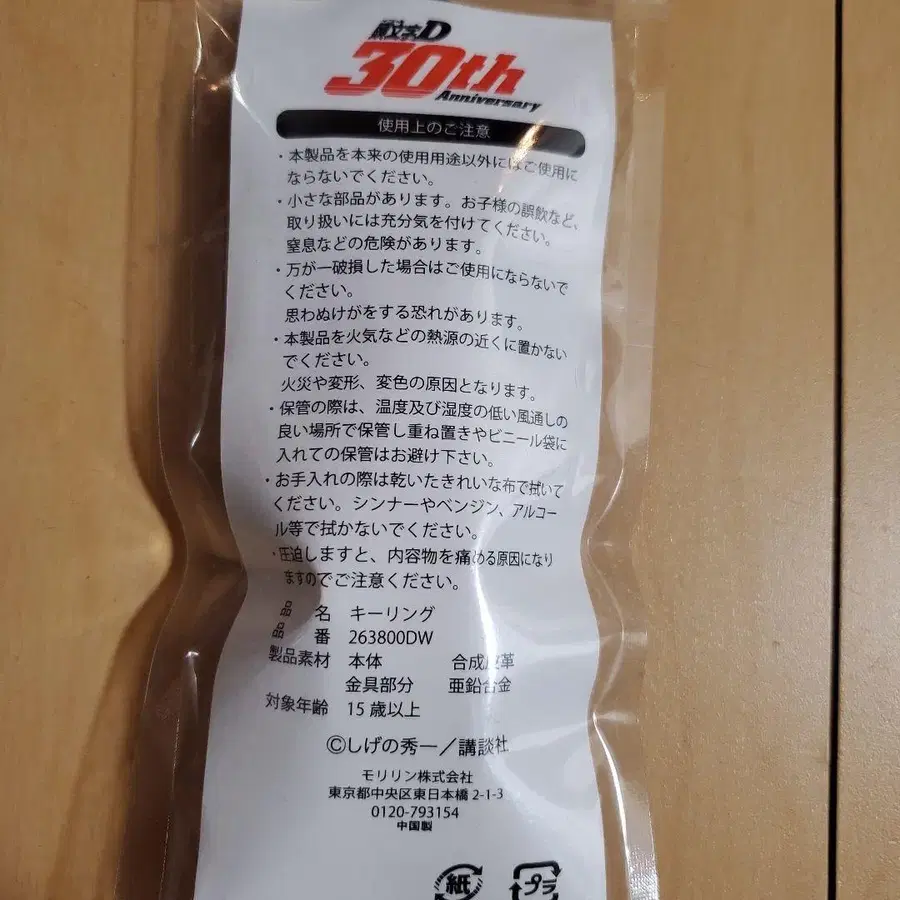 頭文字D
30th
Anniversary
使用上のご注意
・本製品を本来の使用用途以外にはご使用に
ならないでください。
・小さな部品があります。お子様の誤飲など、
取り扱いには充分気を付けてください。
窒息などの危険があります。
・万が一破損した場合はご使用にならないで
ください。
思わぬけがをする恐れがあります。
・本製品を火気などの熱源の近くに置かない
でください。
火災や変形、変色の原因となります。
・保管の際は、温度及び湿度の低い風通しの
良い場所で保管し重ね置きやビニール袋に
入れての保管はお避け下さい。
・お手入れの際は乾いたきれいな布で拭いて
ください。シンナーやベンジン、アルコー
ル等で拭かないでください。
・圧迫しますと、内容物を痛める原因になり
ますのでご注意ください。
品 名 キーリング
品 番 263800DW
製品素材 本体 合成皮革
金具部分 亜鉛合金
対象年齢 15歳以上
©しげの秀一／講談社
モリリン株式会社
東京都中央区東日本橋2-1-3
0120-793154
中国製
紙 プラ